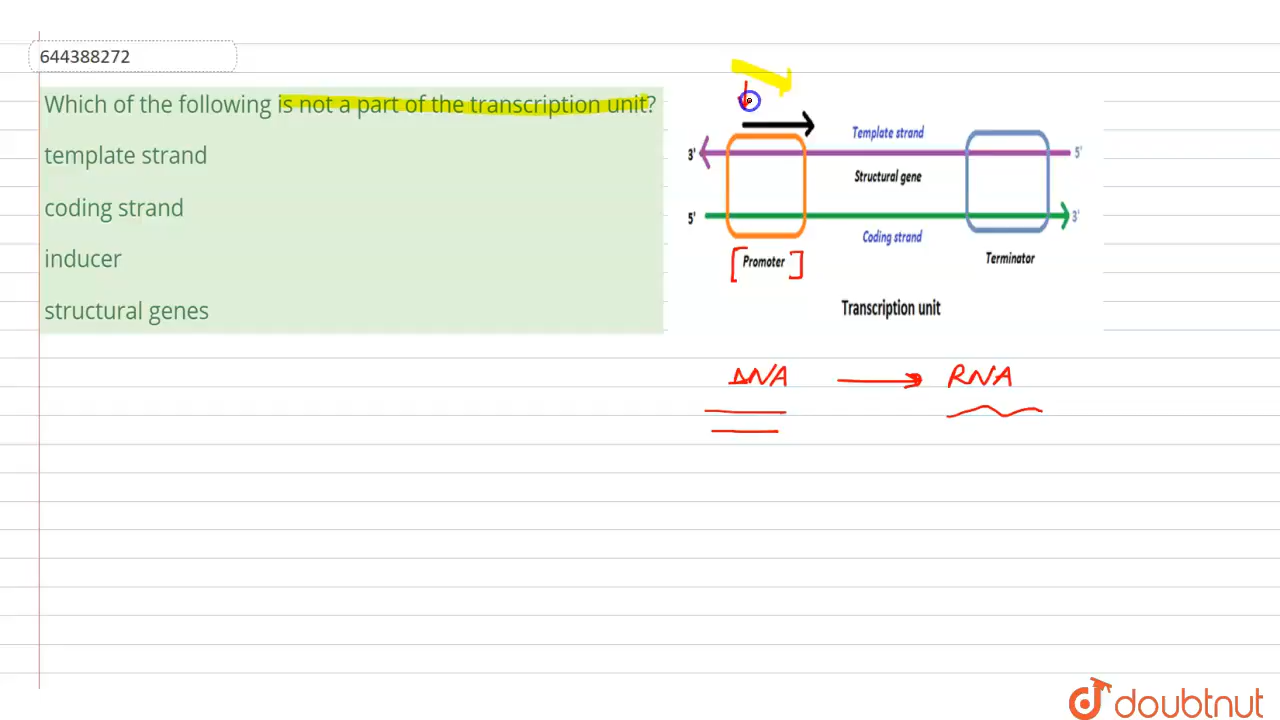 644388272
Which of the following is not a part of the transcription unit?
template strand
coding strand
inducer
structural genes
Template strand
3' 5'
Structural gene
5' 3'
Coding strand
[Promoter] Terminator
Transcription unit
DNA → RNA
doubtnut